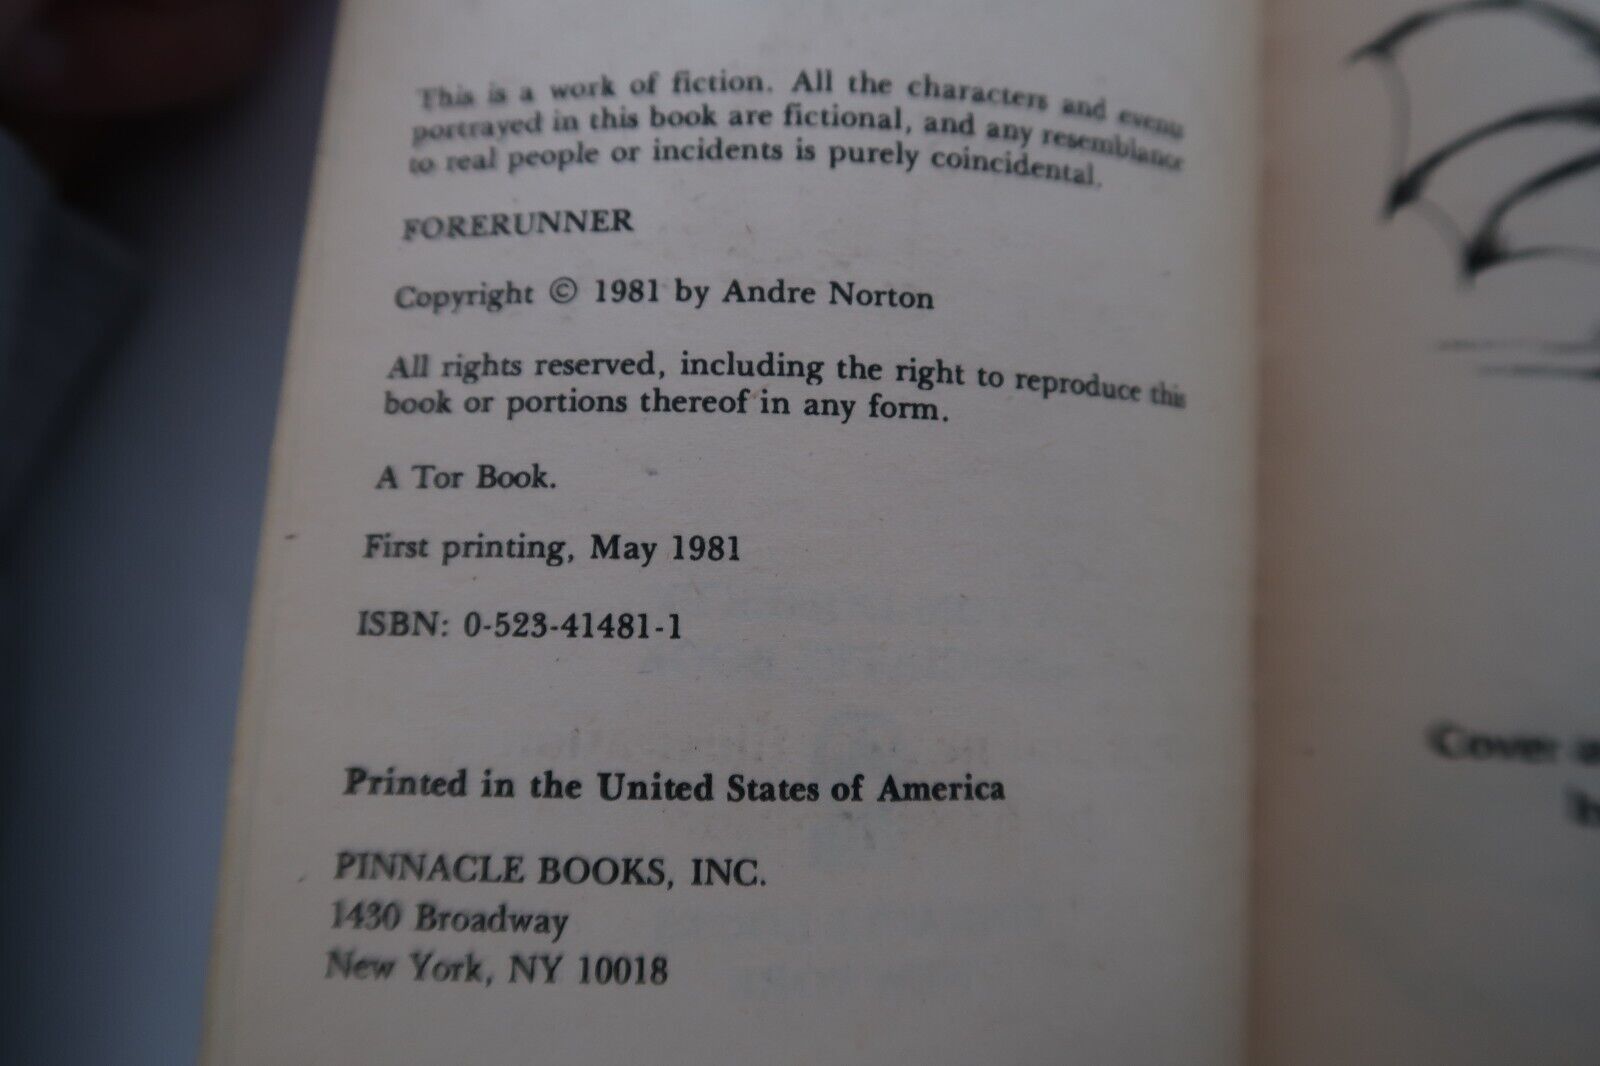 This is a work of fiction. All the characters and events
portrayed in this book are fictional, and any resemblance
to real people or incidents is purely coincidental.
FORERUNNER
Copyright © 1981 by Andre Norton
All rights reserved, including the right to reproduce this
book or portions thereof in any form.
A Tor Book.
First printing, May 1981
ISBN: 0-523-41481-1
Printed in the United States of America
PINNACLE BOOKS, INC.
1430 Broadway
New York, NY 10018
Cover